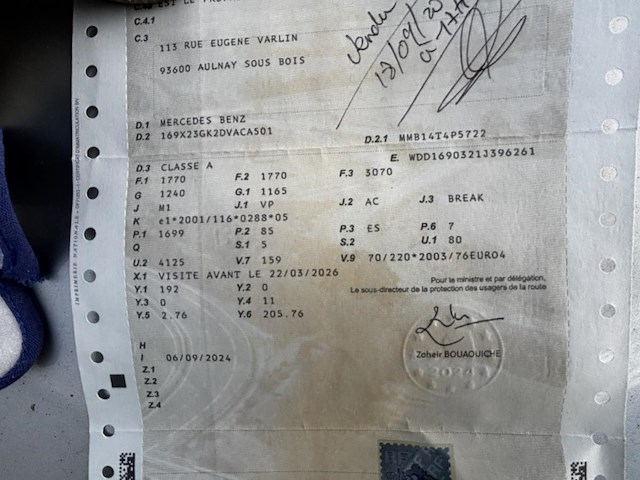 C.4.1
C.3 113 RUE EUGENE VARLIN
93600 AULNAY SOUS BOIS
Vendu
D.1 MERCEDES BENZ
D.2 169X23GK2DVACA501
D.2.1 MMB14T4P5722
E. WDD1690321J396261
D.3 CLASSE A
F.1 1770 F.2 1770 F.3 3070
G 1240 G.1 1165
J M1 J.1 VP J.2 AC J.3 BREAK
K e1*2001/116*0288*05
P.1 1699 P.2 85 P.3 ES P.6 7
Q S.1 5 S.2 U.1 80
U.2 4125 V.7 159 V.9 70/220*2003/76EURO4
X.1 VISITE AVANT LE 22/03/2026
Y.1 192 Y.2 0
Y.3 0 Y.4 11
Y.5 2.76 Y.6 205.76
Pour le ministre et par délégation,
Le sous-directeur de la protection des usagers de la route
Zoheir BOUAOUICHE
2024
H
I 06/09/2024
Z.1
Z.2
Z.3
Z.4